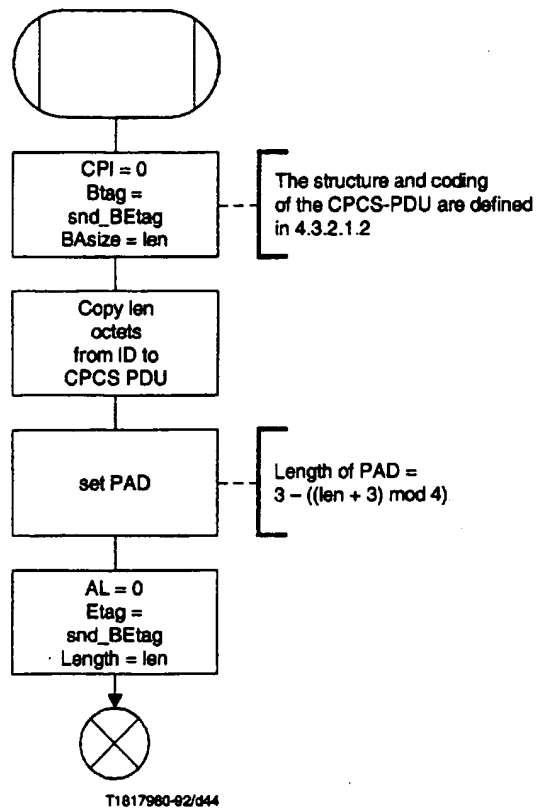 CPI = 0
Btag =
snd_BEtag
BAsize = len
The structure and coding
of the CPCS-PDU are defined
in 4.3.2.1.2
Copy len
octets
from ID to
CPCS PDU
set PAD
Length of PAD =
3 – ((len + 3) mod 4)
AL = 0
Etag =
snd_BEtag
Length = len
T1817960-92/d44